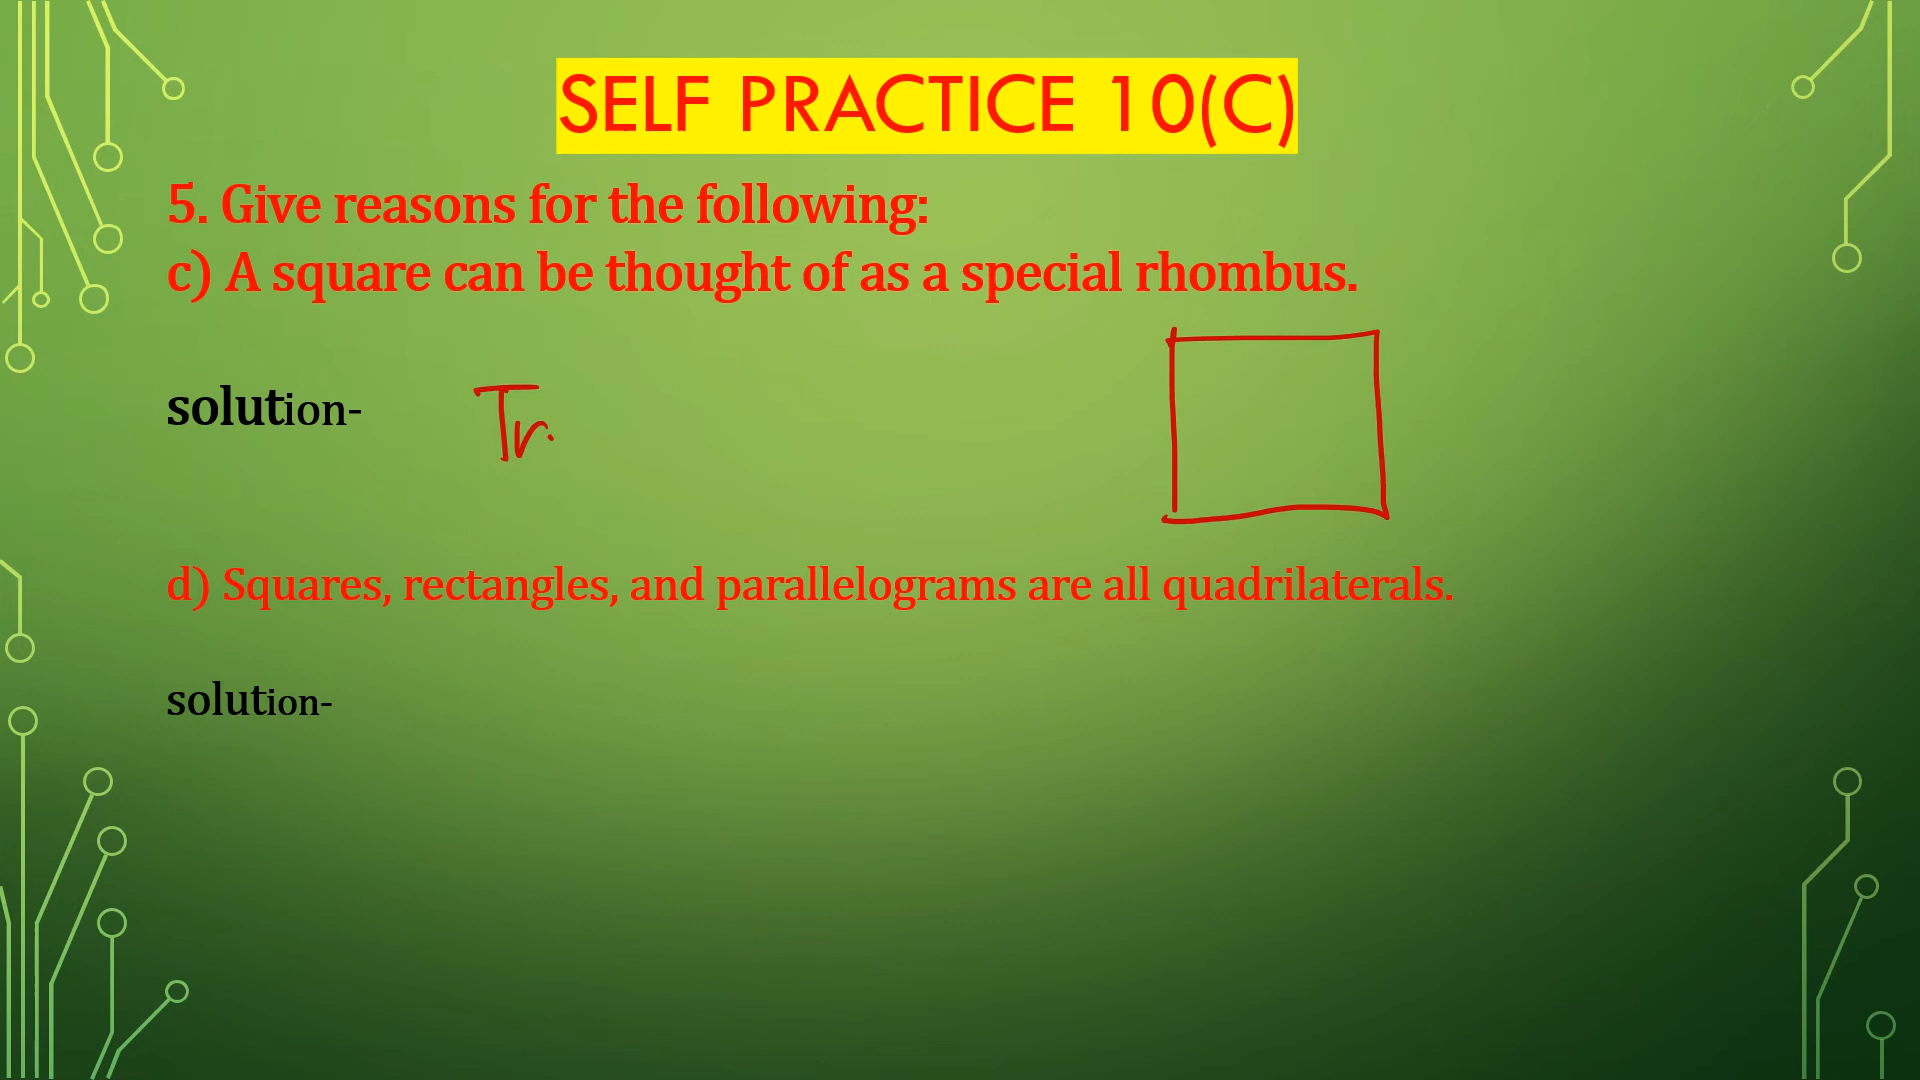 SELF PRACTICE 10(C)
5. Give reasons for the following:
c) A square can be thought of as a special rhombus.
solution- Tr
d) Squares, rectangles, and parallelograms are all quadrilaterals.
solution-